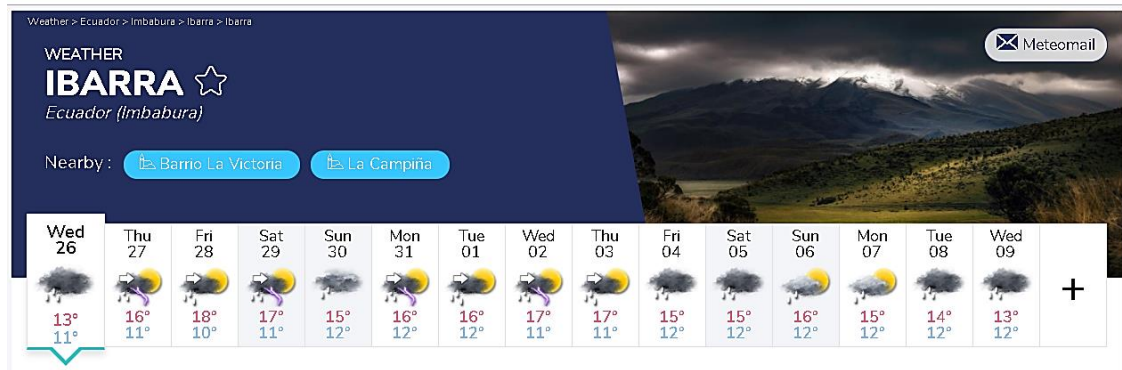 Weather > Ecuador > Imbabura > Ibarra > Ibarra
Meteomail
WEATHER
IBARRA
Ecuador (Imbabura)
Nearby : Barrio La Victoria La Campiña
Wed Thu Fri Sat Sun Mon Tue Wed Thu Fri Sat Sun Mon Tue Wed
26 27 28 29 30 31 01 02 03 04 05 06 07 08 09
+
13° 16° 18° 17° 15° 16° 16° 17° 17° 15° 15° 16° 15° 14° 13°
11° 11° 10° 11° 12° 12° 12° 11° 11° 12° 12° 12° 12° 12° 12°